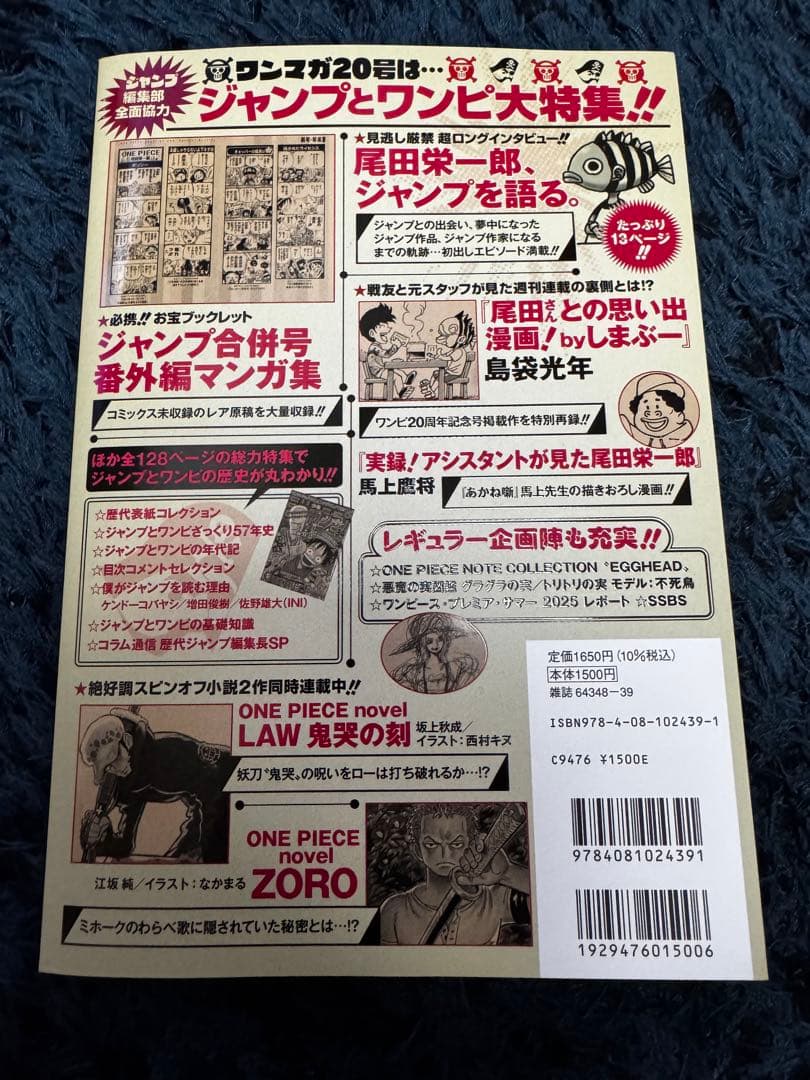 ジャンプ
編集部
全面協力
ワンマガ20号は…
ジャンプとワンピ大特集!!
ONE PIECE
★見逃し厳禁 超ロングインタビュー!!
尾田栄一郎、
ジャンプを語る。
ジャンプとの出会い、夢中になった
ジャンプ作品、ジャンプ作家になる
までの軌跡…初出しエピソード満載!!
たっぷり
13ページ
!!
★必携!! お宝ブックレット
ジャンプ合併号
番外編マンガ集
コミックス未収録のレア原稿を大量収録!!
★戦友と元スタッフが見た週刊連載の裏側とは!?
『尾田さんとの思い出
漫画!byしまぶー』
島袋光年
ワンピ20周年記念号掲載作を特別再録!!
『実録!アシスタントが見た尾田栄一郎』
馬上鷹将
『あかね噺』馬上先生の描きおろし漫画!!
ほか全128ページの総力特集で
ジャンプとワンピの歴史が丸わかり!!
☆歴代表紙コレクション
☆ジャンプとワンピざっくり57年史
☆ジャンプとワンピの年代記
☆目次コメントセレクション
☆僕がジャンプを読む理由
ケンドーコバヤシ/増田俊樹/佐野雄大(INI)
☆ジャンプとワンピの基礎知識
☆コラム通信 歴代ジャンプ編集長SP
レギュラー企画陣も充実!!
☆ONE PIECE NOTE COLLECTION “EGGHEAD”
☆悪魔の実図鑑 グラグラの実/トリトリの実 モデル:不死鳥
☆ワンピース・プレミア・サマー 2025 レポート ☆SSBS
★絶好調スピンオフ小説2作同時連載中!!
ONE PIECE novel
LAW 鬼哭の刻
坂上秋成/
イラスト:西村キヌ
妖刀“鬼哭”の呪いをローは打ち破れるか…!?
ONE PIECE
novel
ZORO
江坂 純/イラスト:なかまる
ミホークのわらべ歌に隠されていた秘密とは…!?
定価1650円(10%税込)
本体1500円
雑誌 64348-39
ISBN978-4-08-102439-1
C9476 ¥1500E
9784081024391
1929476015006